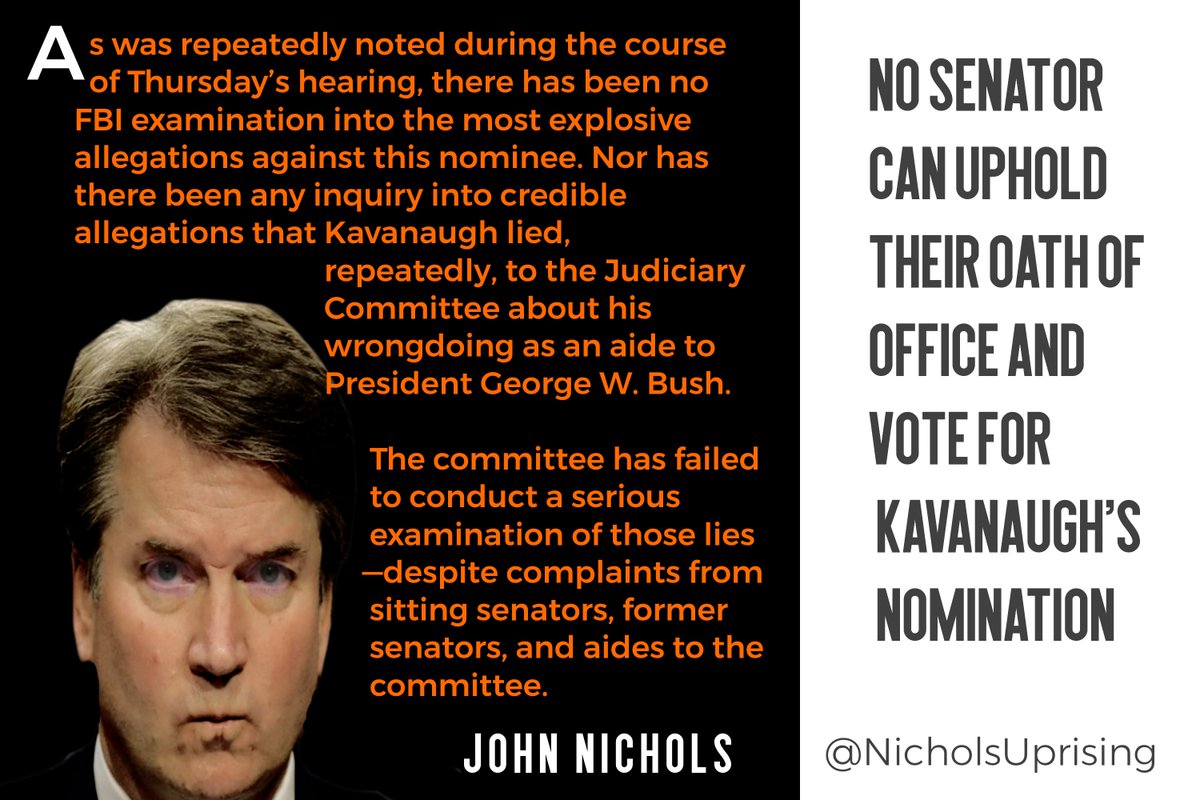 As was repeatedly noted during the course
of Thursday’s hearing, there has been no
FBI examination into the most explosive
allegations against this nominee. Nor has
there been any inquiry into credible
allegations that Kavanaugh lied,
repeatedly, to the Judiciary
Committee about his
wrongdoing as an aide to
President George W. Bush.
The committee has failed
to conduct a serious
examination of those lies
—despite complaints from
sitting senators, former
senators, and aides to the
committee.
JOHN NICHOLS
NO SENATOR
CAN UPHOLD
THEIR OATH OF
OFFICE AND
VOTE FOR
KAVANAUGH’S
NOMINATION
@NicholsUprising